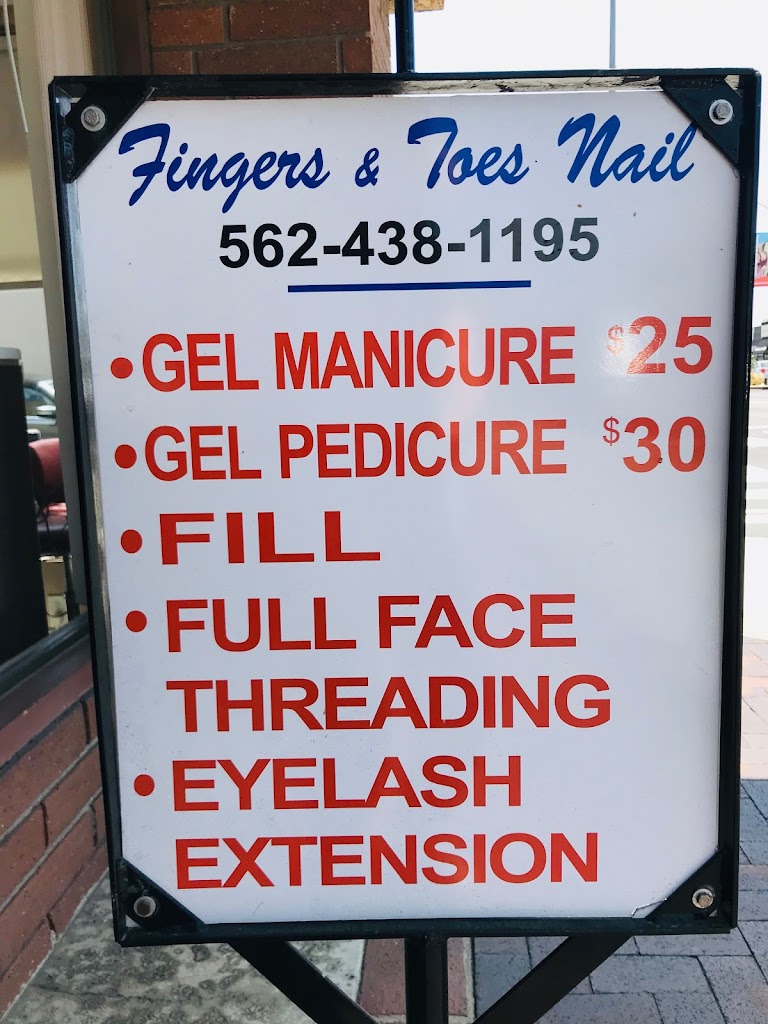 Fingers & Toes Nail
562-438-1195
• GEL MANICURE $25
• GEL PEDICURE $30
• FILL
• FULL FACE
THREADING
• EYELASH
EXTENSION